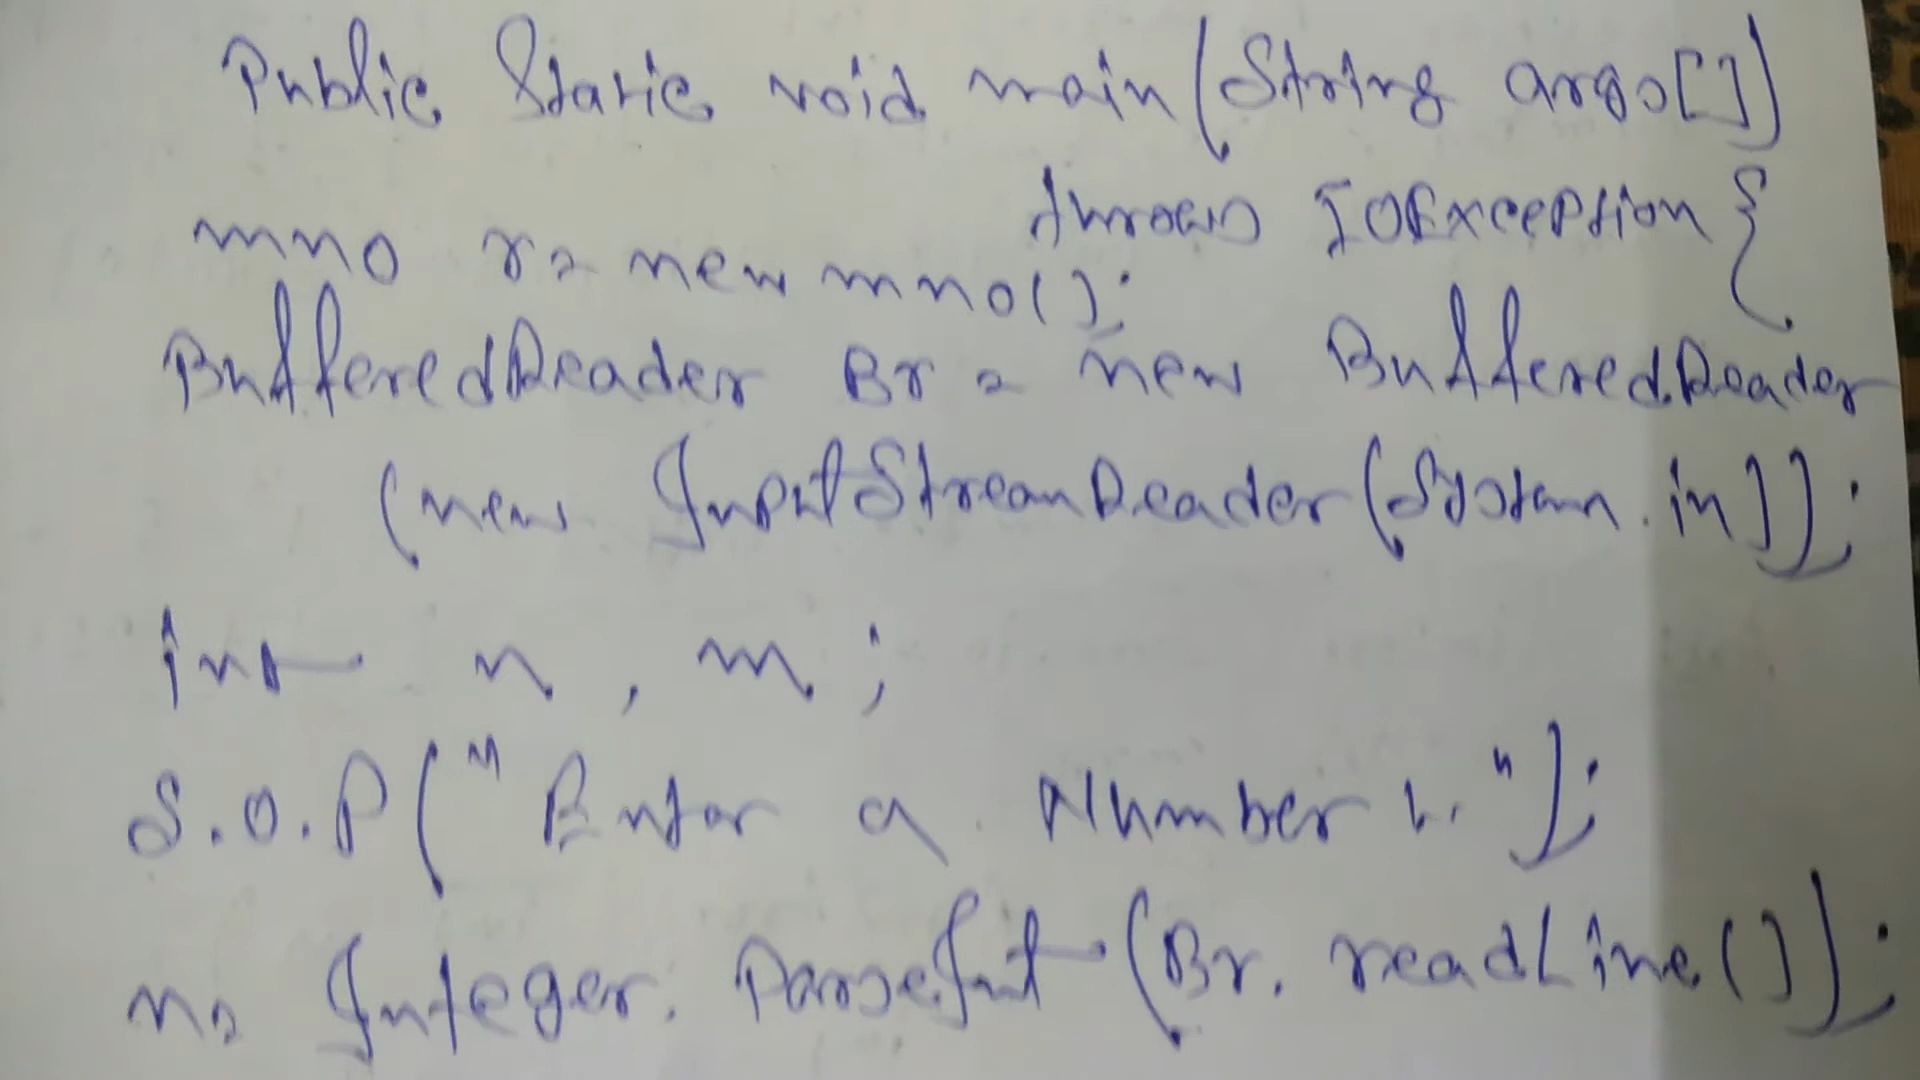 Public Static void main(String args[])
throws IOException {
mno r = new mno();
BufferedReader Br = new BufferedReader
(new InputStreamReader(System.in));
int n, m;
S.O.P("Enter a Number :.");
n= Integer.ParseInt(Br.readLine());